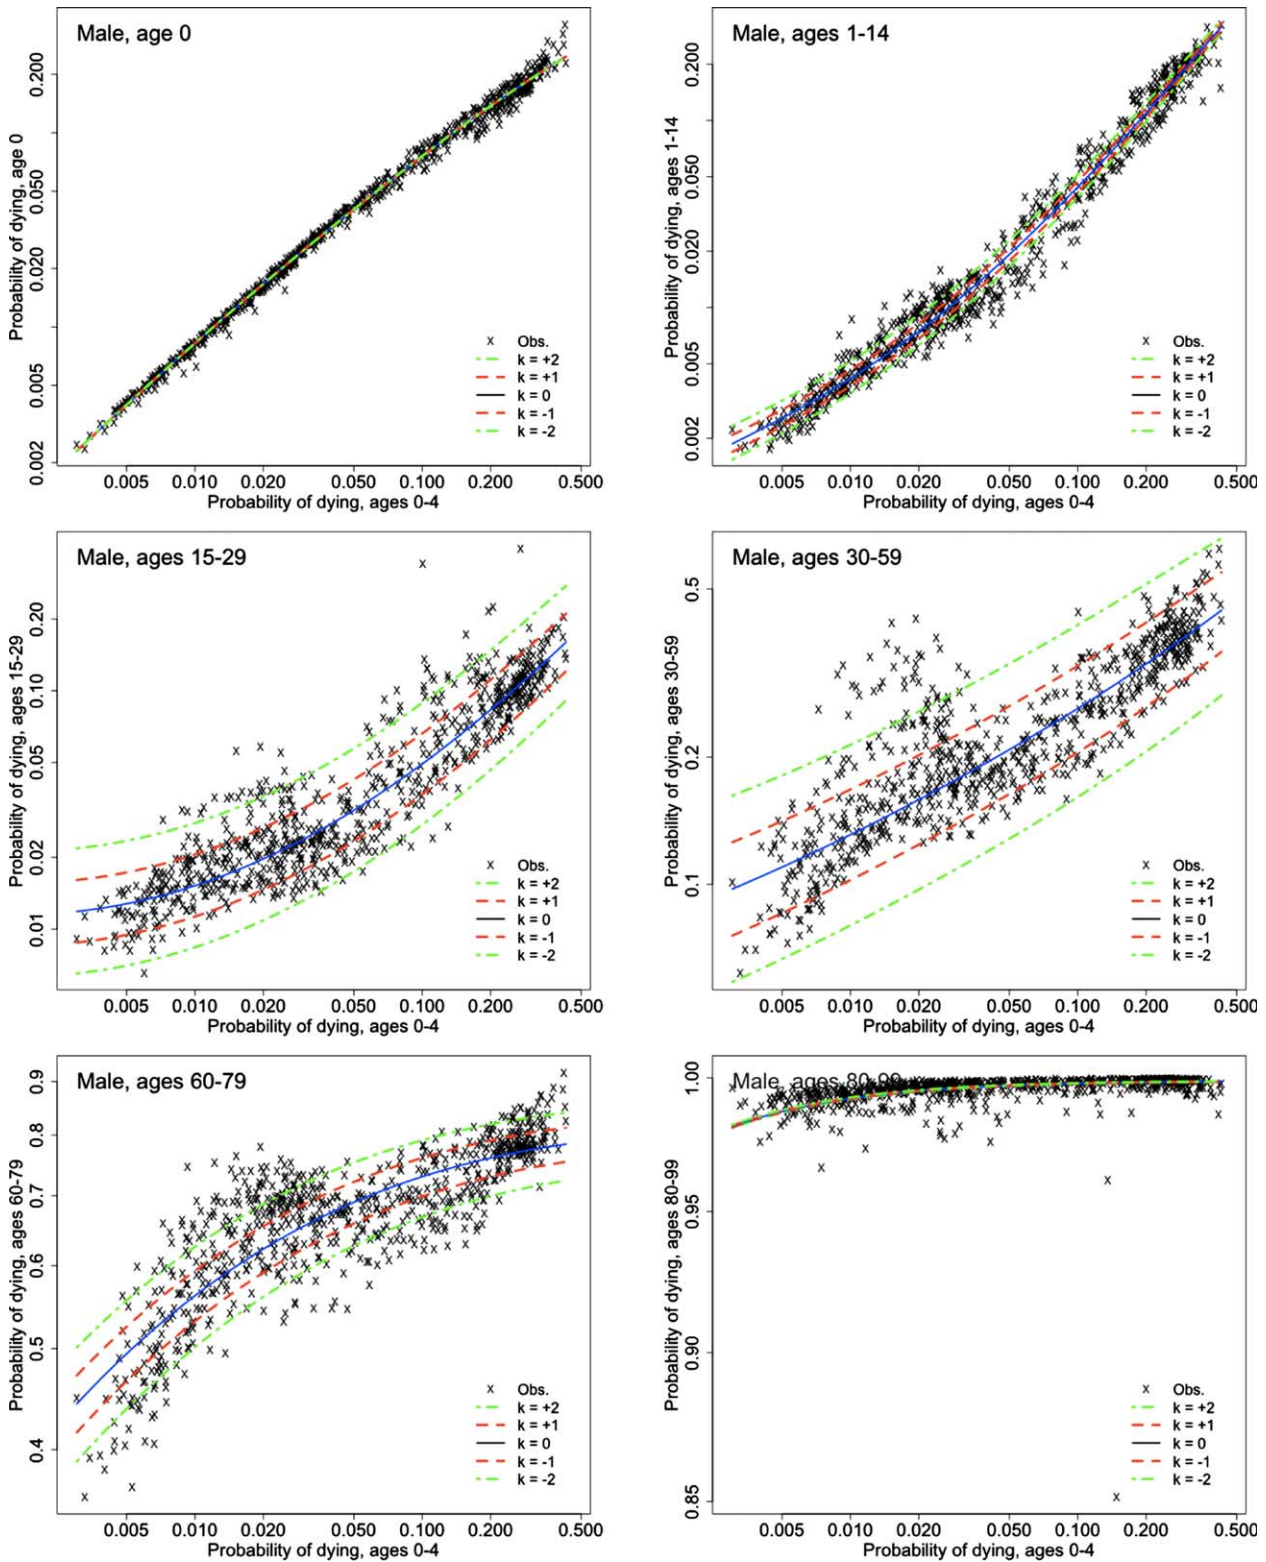 Male, age 0
Probability of dying, age 0
0.200
0.050
0.020
0.005
0.002
x Obs.
k = +2
k = +1
k = 0
k = -1
k = -2
0.005 0.010 0.020 0.050 0.100 0.200 0.500
Probability of dying, ages 0-4
Male, ages 1-14
Probability of dying, ages 1-14
0.200
0.050
0.020
0.005
0.002
x Obs.
k = +2
k = +1
k = 0
k = -1
k = -2
0.005 0.010 0.020 0.050 0.100 0.200 0.500
Probability of dying, ages 0-4
Male, ages 15-29
Probability of dying, ages 15-29
0.20
0.10
0.05
0.02
0.01
x Obs.
k = +2
k = +1
k = 0
k = -1
k = -2
0.005 0.010 0.020 0.050 0.100 0.200 0.500
Probability of dying, ages 0-4
Male, ages 30-59
Probability of dying, ages 30-59
0.5
0.2
0.1
x Obs.
k = +2
k = +1
k = 0
k = -1
k = -2
0.005 0.010 0.020 0.050 0.100 0.200 0.500
Probability of dying, ages 0-4
Male, ages 60-79
Probability of dying, ages 60-79
0.9
0.8
0.7
0.6
0.5
0.4
x Obs.
k = +2
k = +1
k = 0
k = -1
k = -2
0.005 0.010 0.020 0.050 0.100 0.200 0.500
Probability of dying, ages 0-4
Male, ages 80-99
Probability of dying, ages 80-99
1.00
0.95
0.90
0.85
x Obs.
k = +2
k = +1
k = 0
k = -1
k = -2
0.005 0.010 0.020 0.050 0.100 0.200 0.500
Probability of dying, ages 0-4